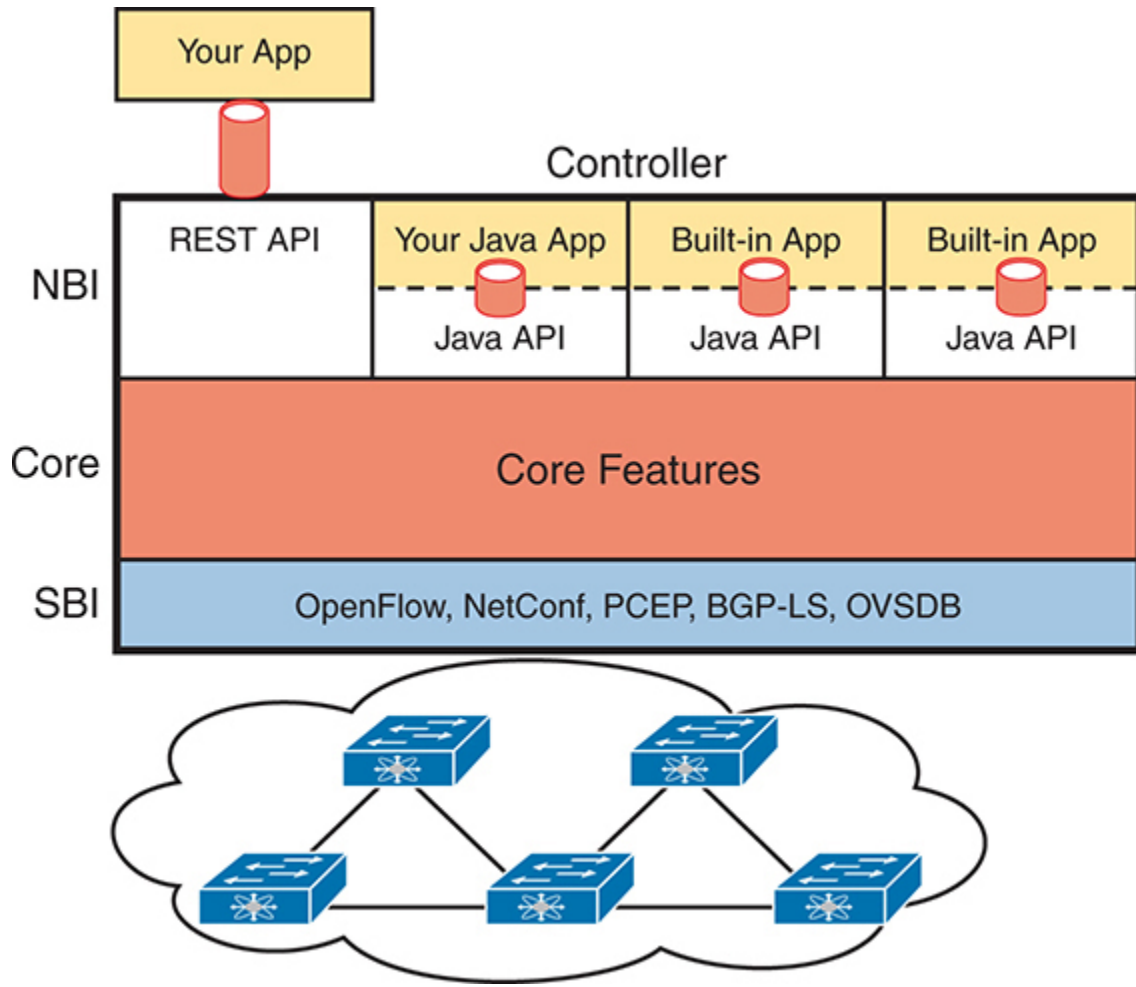 Your App
Controller
REST API
Your Java App
Built-in App
Built-in App
NBI
Java API
Java API
Java API
Core
Core Features
SBI
OpenFlow, NetConf, PCEP, BGP-LS, OVSDB